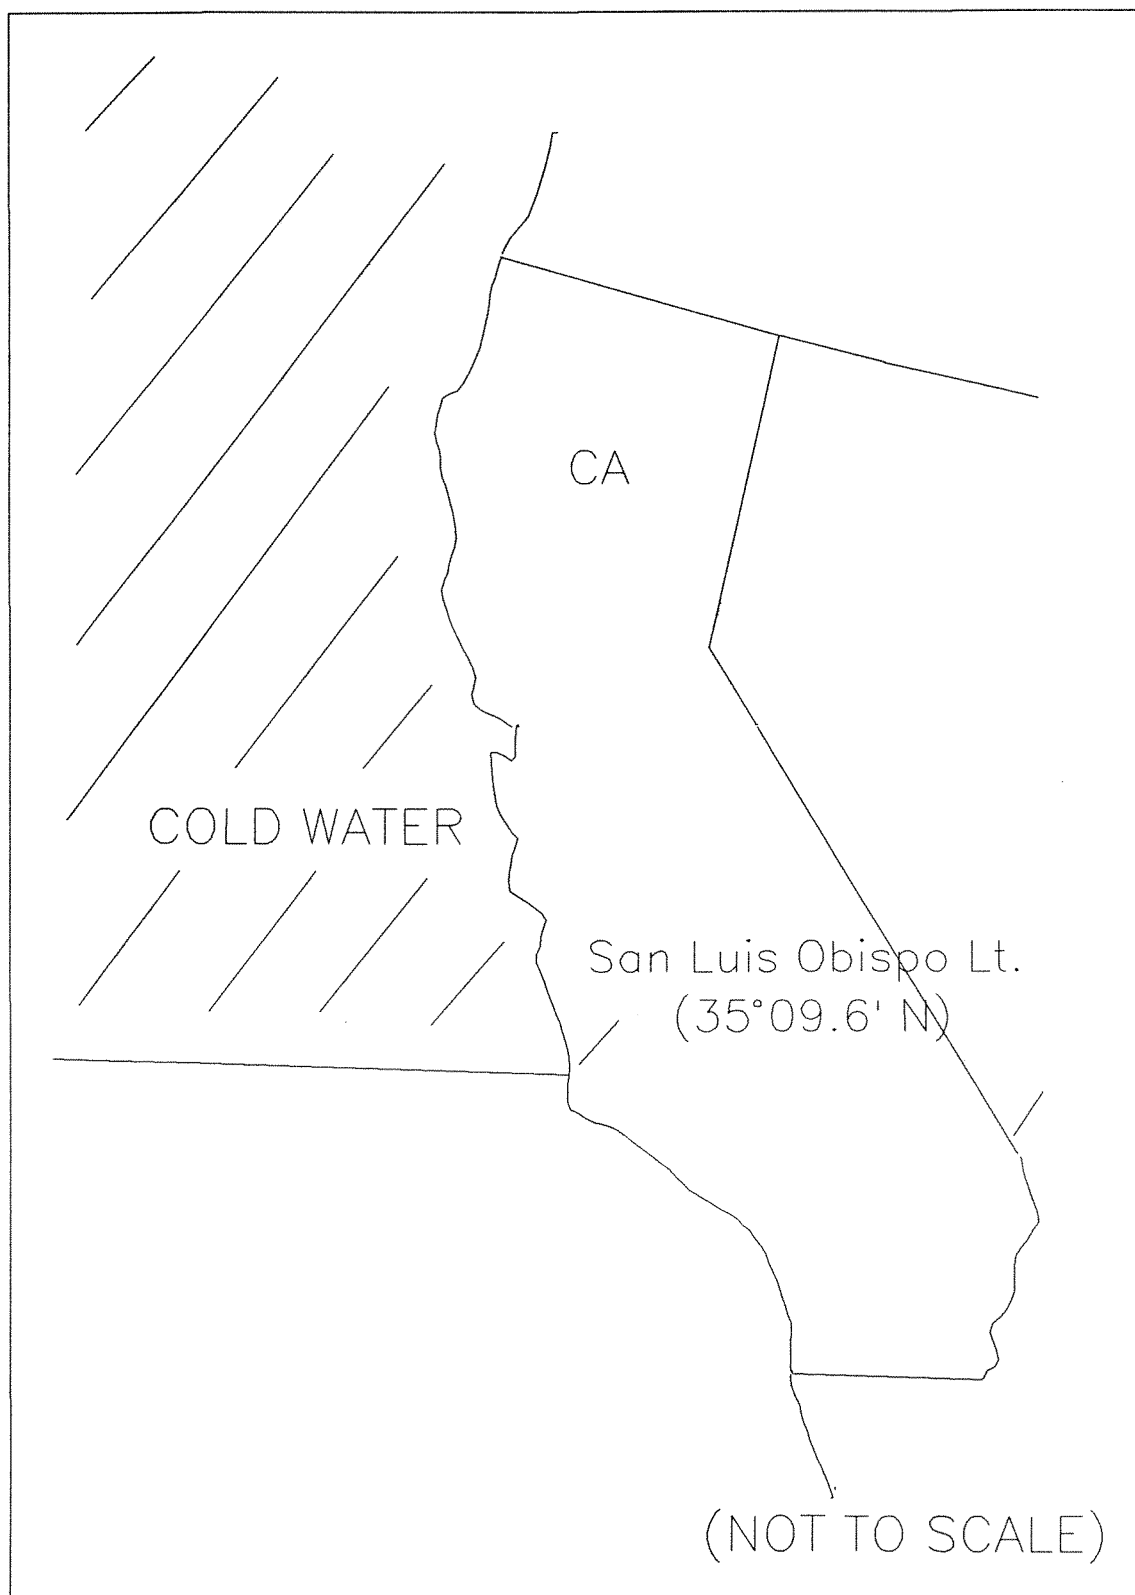 CA
COLD WATER
San Luis Obispo Lt.
(35°09.6' N)
(NOT TO SCALE)